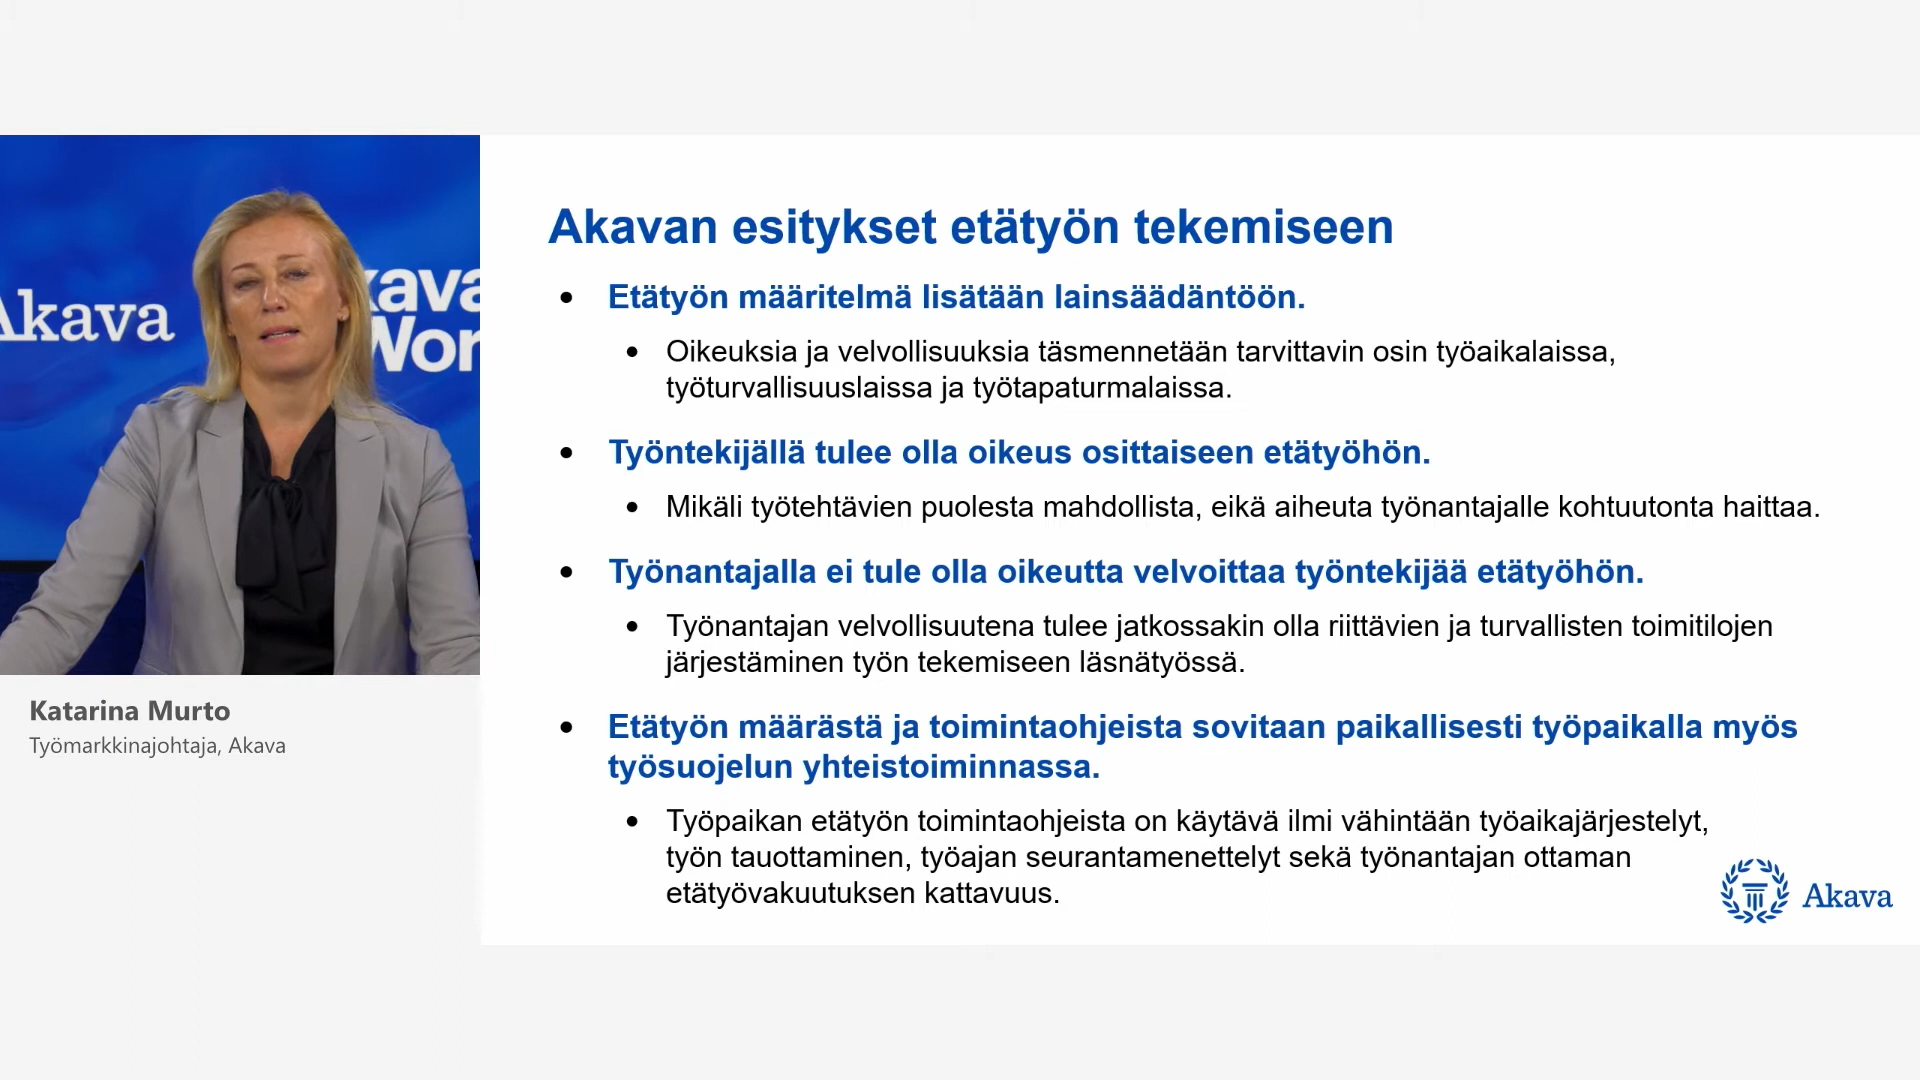 Akava
kava
Wor
Katarina Murto
Työmarkkinajohtaja, Akava
Akavan esitykset etätyön tekemiseen
• Etätyön määritelmä lisätään lainsäädäntöön.
• Oikeuksia ja velvollisuuksia täsmennetään tarvittavin osin työaikalaissa,
työturvallisuuslaissa ja työtapaturmalaissa.
• Työntekijällä tulee olla oikeus osittaiseen etätyöhön.
• Mikäli työtehtävien puolesta mahdollista, eikä aiheuta työnantajalle kohtuutonta haittaa.
• Työnantajalla ei tule olla oikeutta velvoittaa työntekijää etätyöhön.
• Työnantajan velvollisuutena tulee jatkossakin olla riittävien ja turvallisten toimitilojen
järjestäminen työn tekemiseen läsnätyössä.
• Etätyön määrästä ja toimintaohjeista sovitaan paikallisesti työpaikalla myös
työsuojelun yhteistoiminnassa.
• Työpaikan etätyön toimintaohjeista on käytävä ilmi vähintään työaikajärjestelyt,
työn tauottaminen, työajan seurantamenettelyt sekä työnantajan ottaman
etätyövakuutuksen kattavuus.
Akava